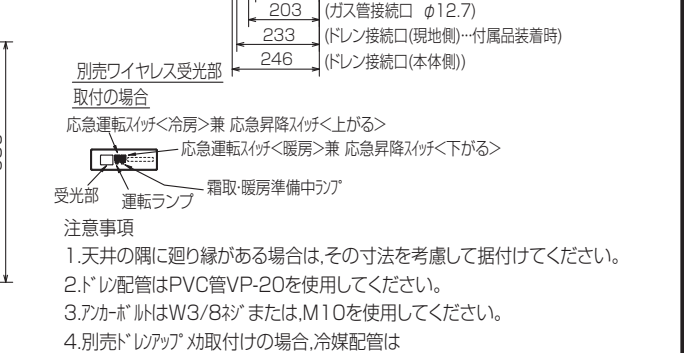 203 (ガス管接続口 φ12.7)
233 (ドレン接続口(現地側)…付属品装着時)
246 (ドレン接続口(本体側))
別売ワイヤレス受光部
取付の場合
応急運転スイッチ<冷房>兼 応急昇降スイッチ<上がる>
応急運転スイッチ<暖房>兼 応急昇降スイッチ<下がる>
受光部 運転ランプ 霜取・暖房準備中ランプ
注意事項
1.天井の隅に廻り縁がある場合は,その寸法を考慮して据付けてください。
2.ドレン配管はPVC管VP-20を使用してください。
3.アンカーボルトはW3/8ネジまたは,M10を使用してください。
4.別売ドレンアップメカ取付けの場合,冷媒配管は